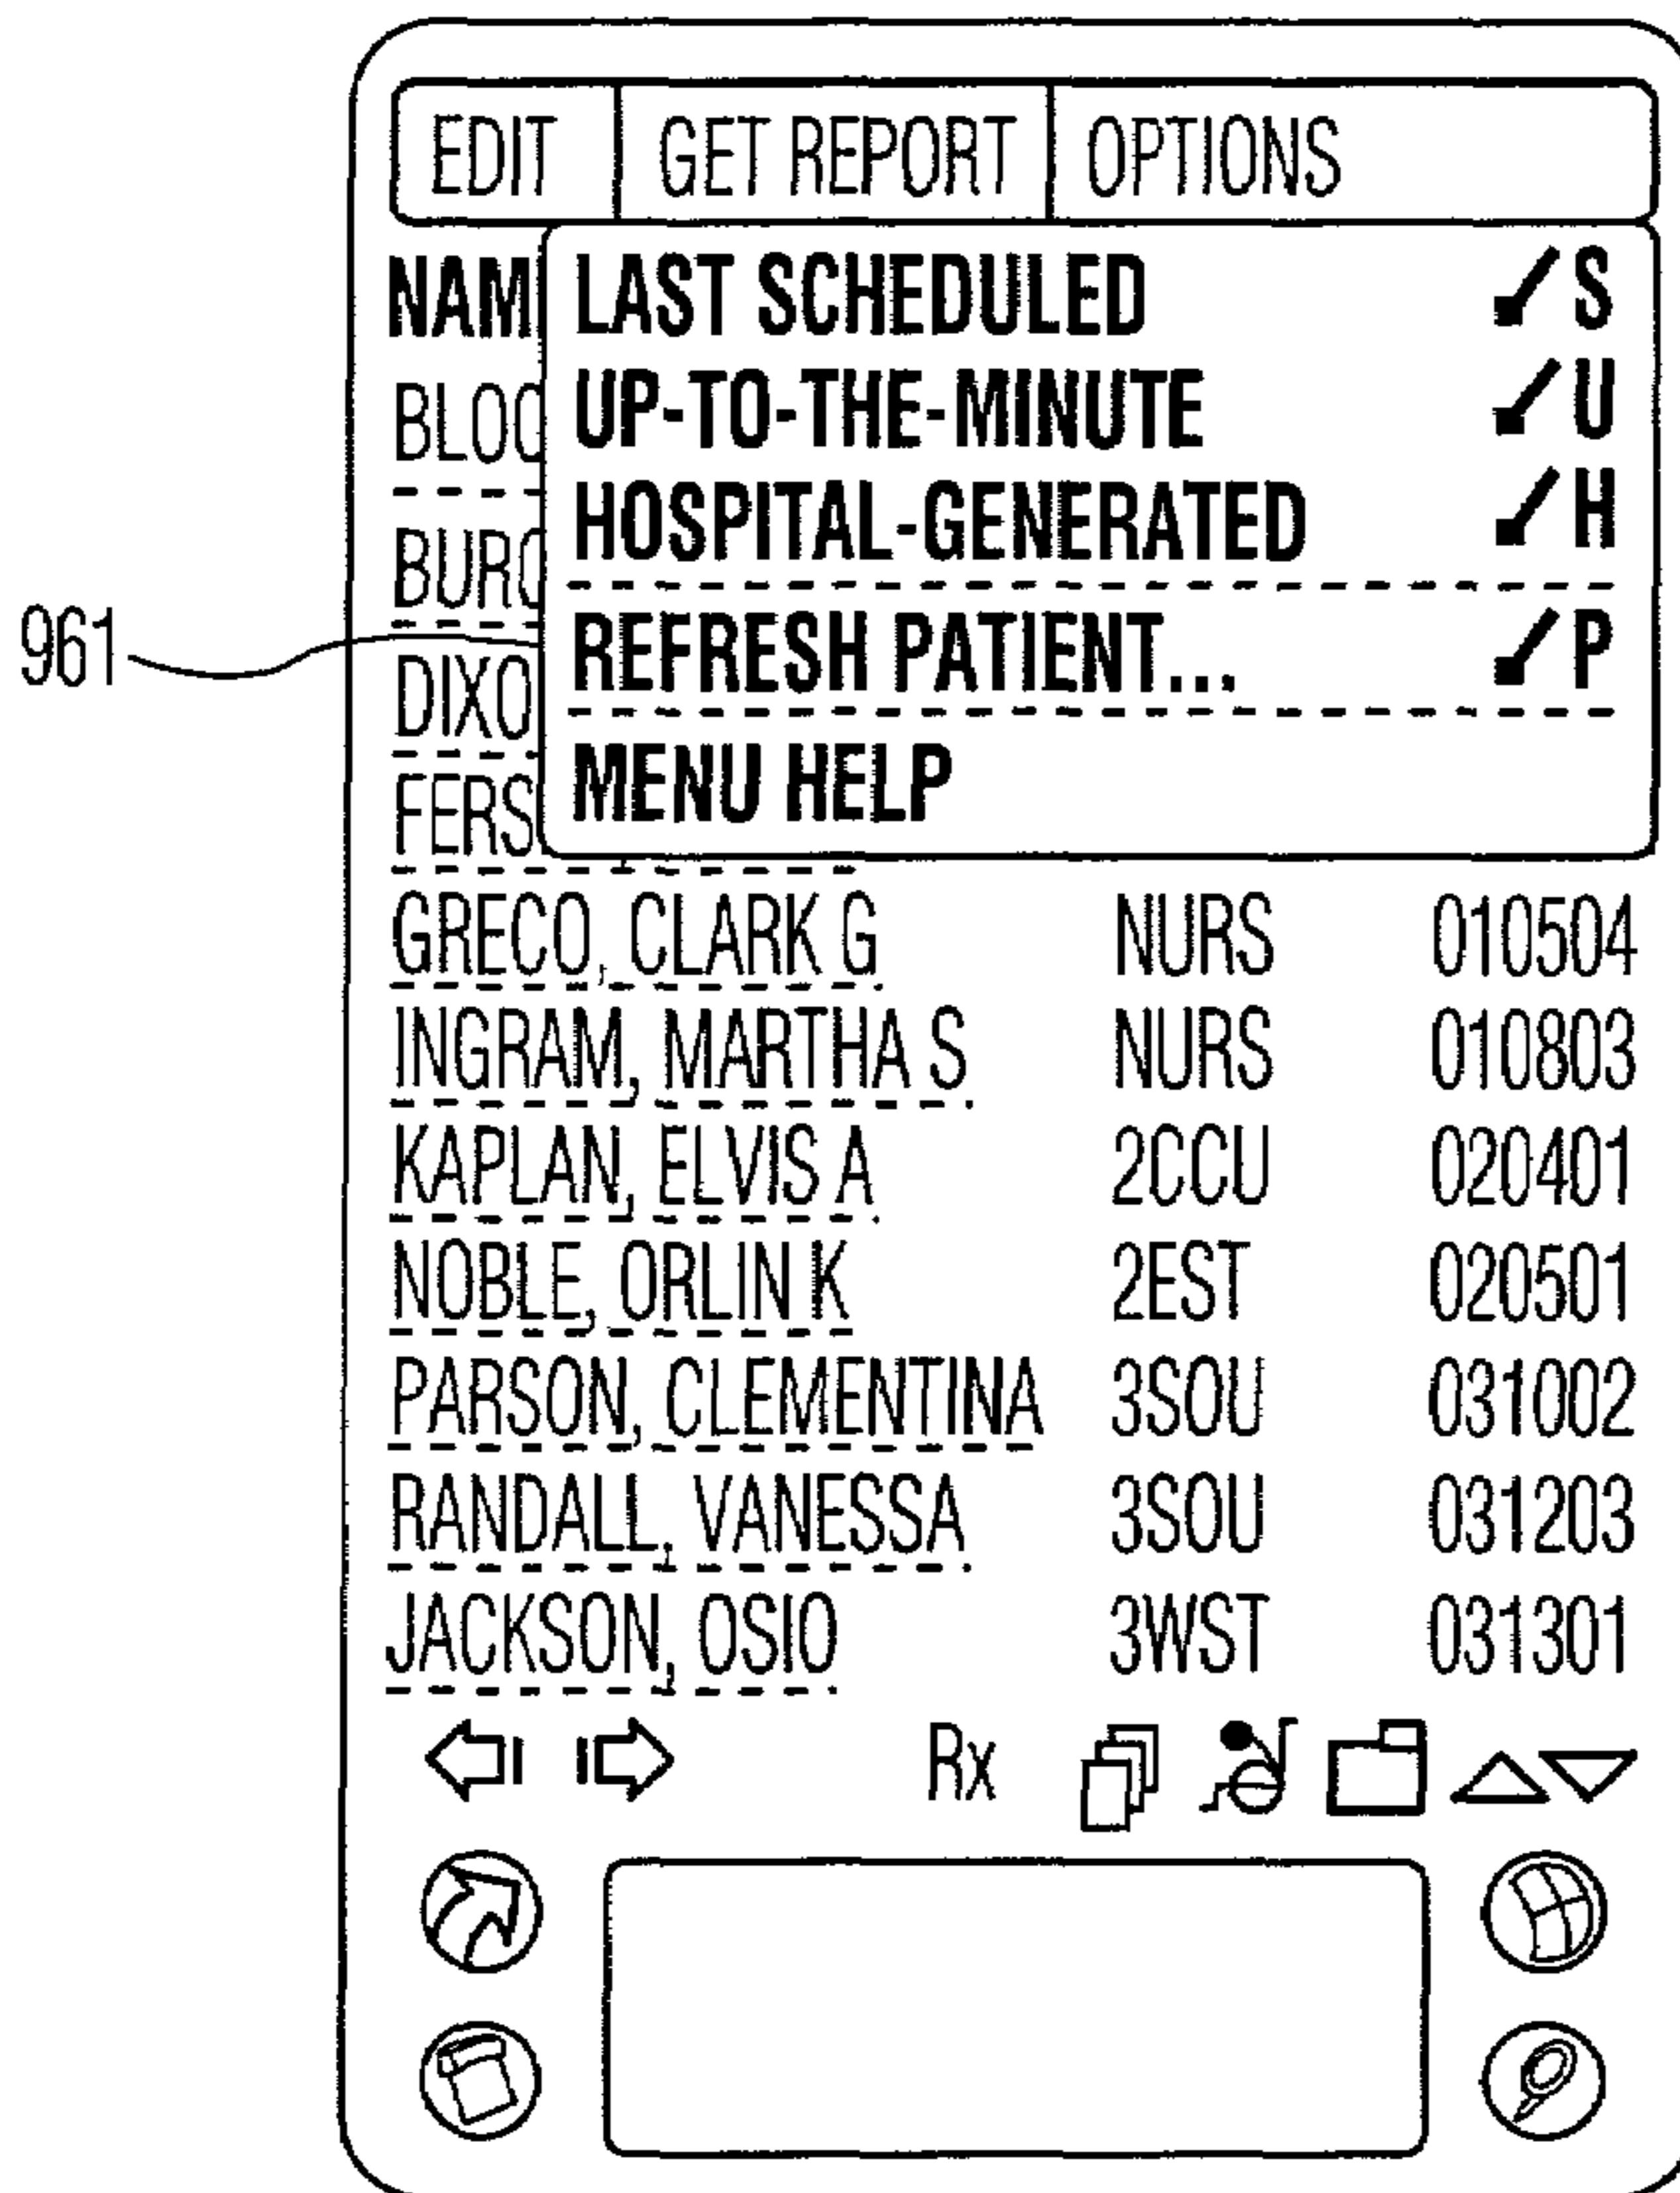 EDIT GET REPORT OPTIONS
NAM LAST SCHEDULED S
BLOC UP-TO-THE-MINUTE U
HOSPITAL-GENERATED H
BURC
961 REFRESH PATIENT... P
DIXO
FERS MENU HELP
GRECO, CLARK G NURS 010504
INGRAM, MARTHA S NURS 010803
KAPLAN, ELVIS A 2CCU 020401
NOBLE, ORLIN K 2EST 020501
PARSON, CLEMENTINA 3SOU 031002
RANDALL, VANESSA 3SOU 031203
JACKSON, OSIO 3WST 031301
Rx